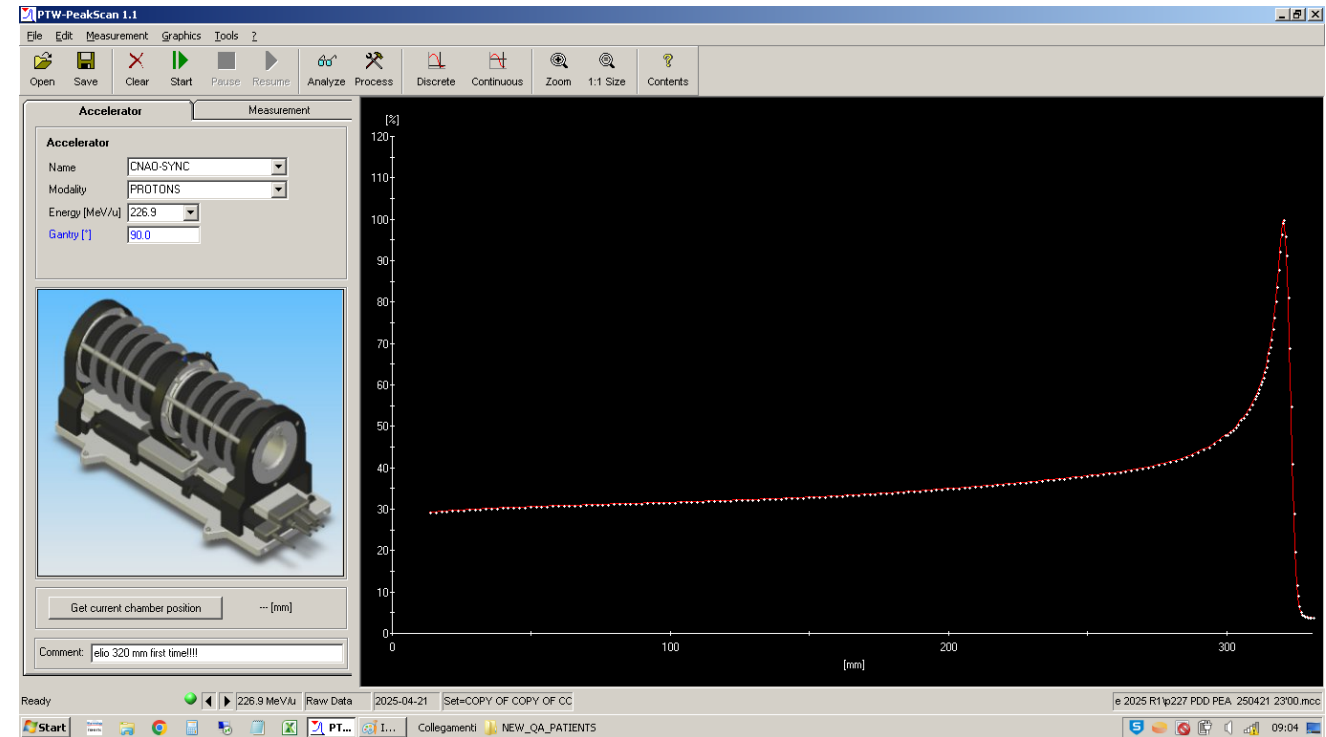 PTW-PeakScan 1.1
File Edit Measurement Graphics Tools ?
Open Save Clear Start Pause Resume Analyze Process Discrete Continuous Zoom 1:1 Size Contents
Accelerator Measurement
Accelerator
Name CNAO-SYNC
Modality PROTONS
Energy [MeV/u] 226.9
Gantry [°] 90.0
Get current chamber position --- [mm]
Comment: elio 320 mm first time!!!!
[%]
120
110
100
90
80
70
60
50
40
30
20
10
0
0 100 200 300
[mm]
Ready 226.9 MeV/u Raw Data 2025-04-21 Set=COPY OF COPY OF CC e 2025 R1\p227 PDD PEA 250421 23'00.mcc
Start PT... I... Collegamenti NEW_QA_PATIENTS 09:04